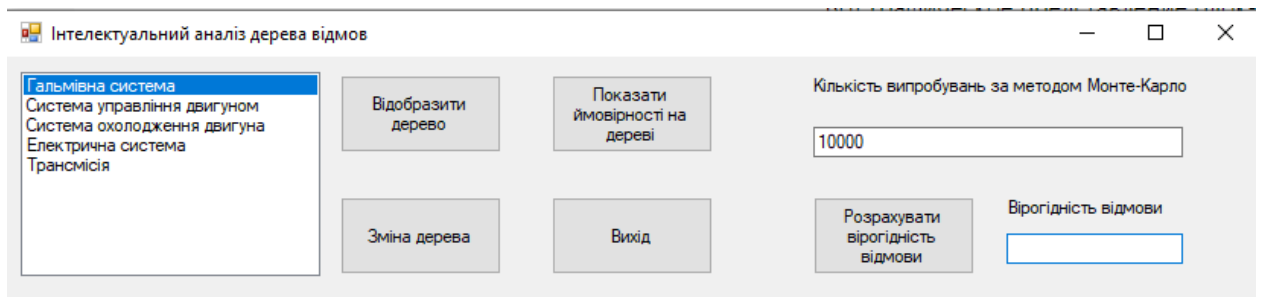 Інтелектуальний аналіз дерева відмов
Гальмівна система
Система управління двигуном
Система охолодження двигуна
Електрична система
Трансмісія
Відобразити
дерево
Показати
ймовірності на
дереві
Кількість випробувань за методом Монте-Карло
10000
Зміна дерева
Вихід
Розрахувати
вірогідність
відмови
Вірогідність відмови